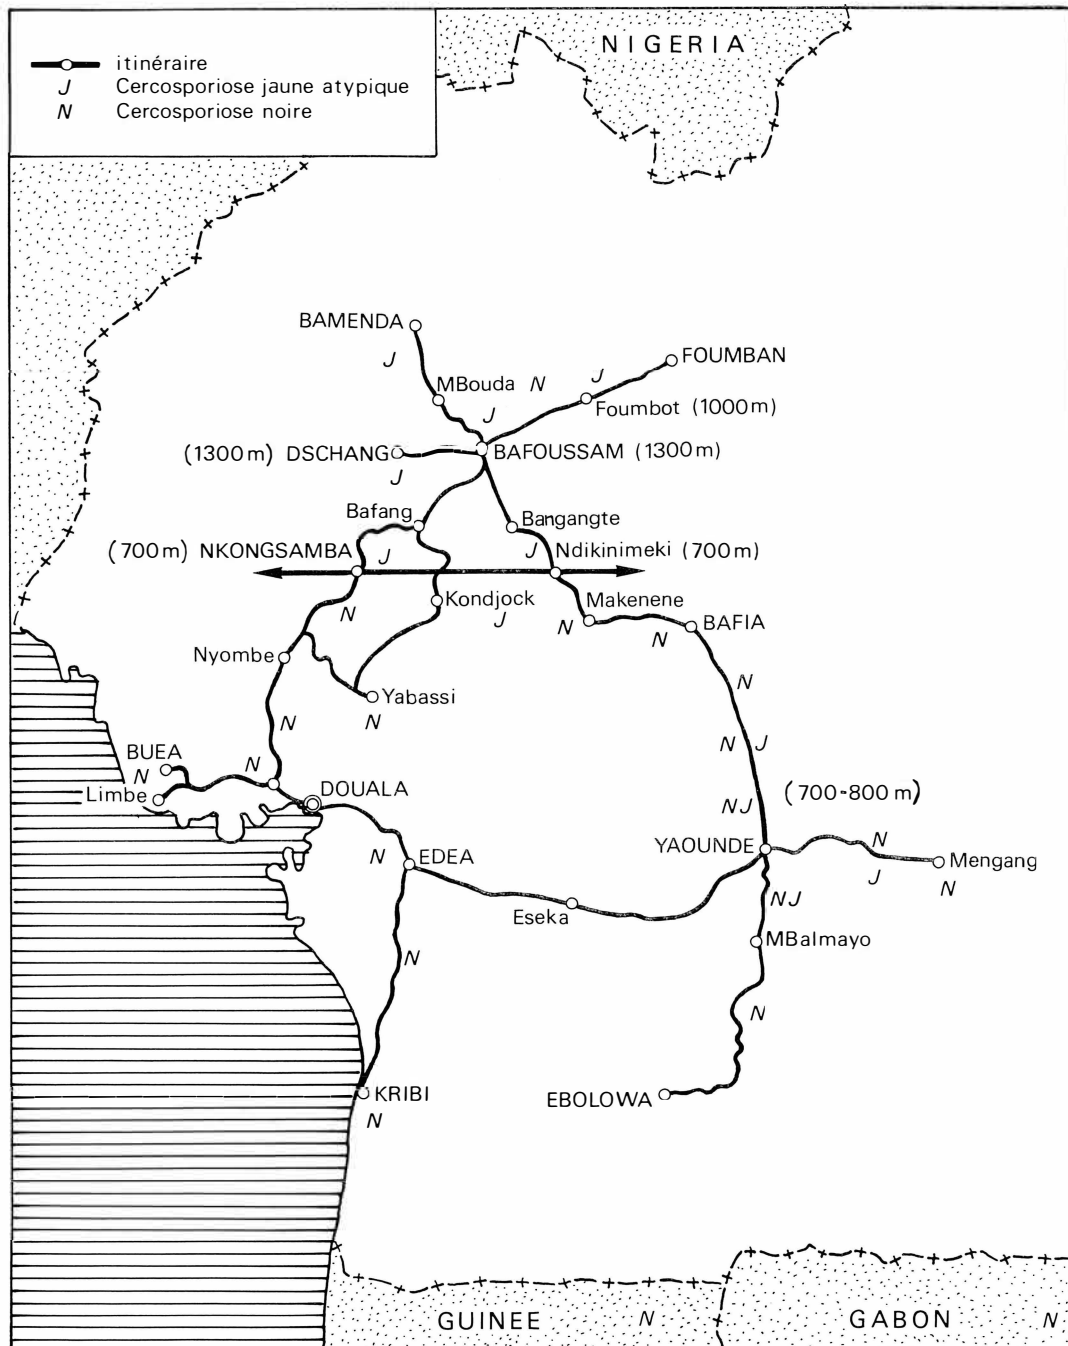 NIGERIA
itinéraire
J Cercosporiose jaune atypique
N Cercosporiose noire
BAMENDA
FOUMBAN
J
MBouda N J
J Foumbot (1000m)
(1300m) DSCHANG BAFOUSSAM (1300m)
J
Bafang Bangangte
(700m) NKONGSAMBA J J Ndikinimeki (700m)
N Kondjock Makenene
J N N BAFIA
Nyombe
N
Yabassi
N N
N J
BUEA N
N
Limbe DOUALA NJ (700-800m)
N EDEA YAOUNDE N Mengang
J N
Eseka NJ
MBalmayo
N
N
KRIBI EBOLOWA
N
GUINEE N GABON N